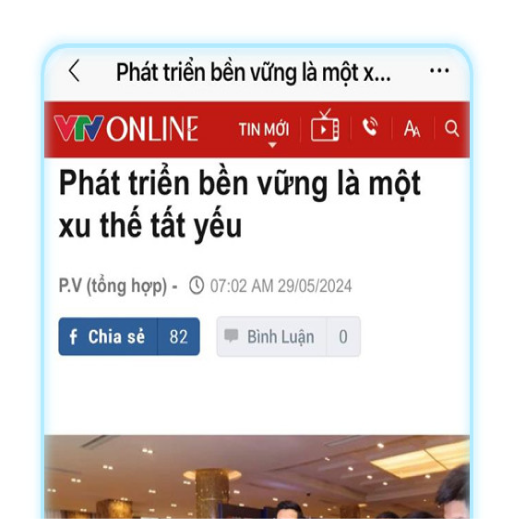 Phát triển bền vững là một x...
VTV ONLINE TIN MỚI AA
Phát triển bền vững là một
xu thế tất yếu
P.V (tổng hợp) - 07:02 AM 29/05/2024
f Chia sẻ 82 Bình Luận 0